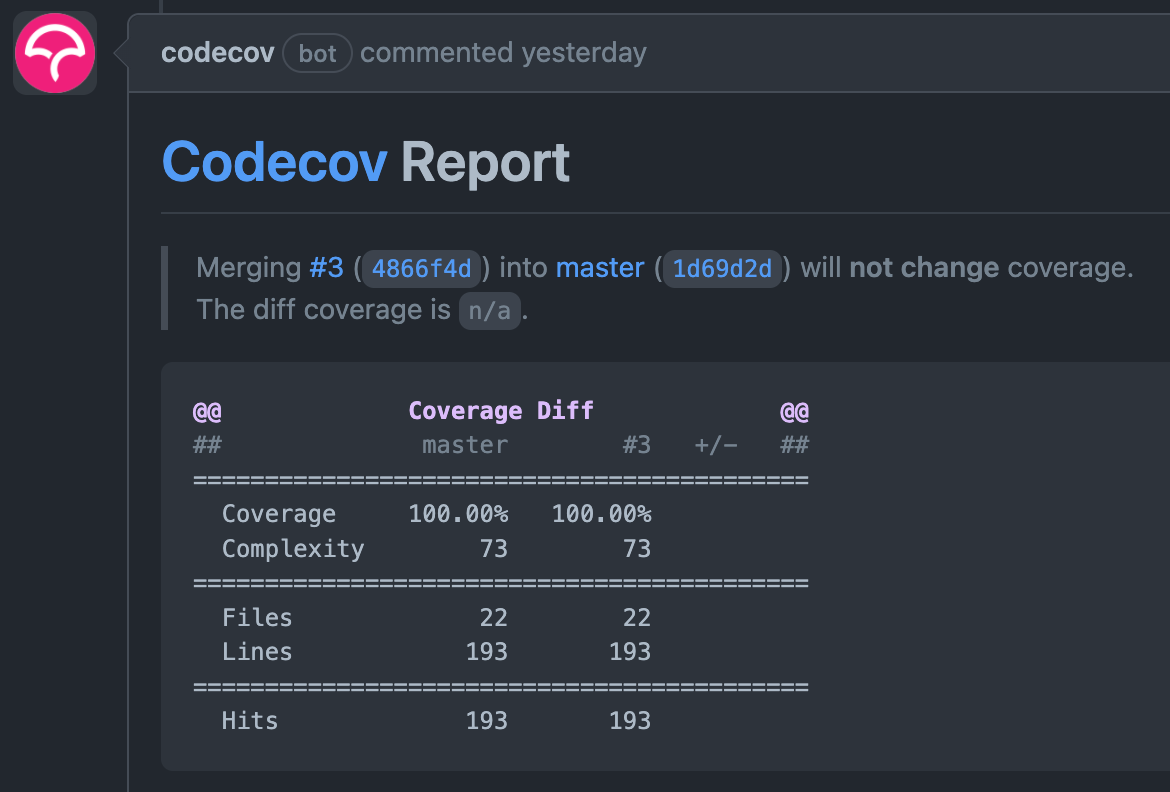 codecov bot commented yesterday
Codecov Report
Merging #3 (4866f4d) into master (1d69d2d) will not change coverage.
The diff coverage is n/a.
@@             Coverage Diff             @@
##              master        #3   +/-   ##
===========================================
  Coverage     100.00%   100.00%
  Complexity        73        73
===========================================
  Files             22        22
  Lines            193       193
===========================================
  Hits             193       193